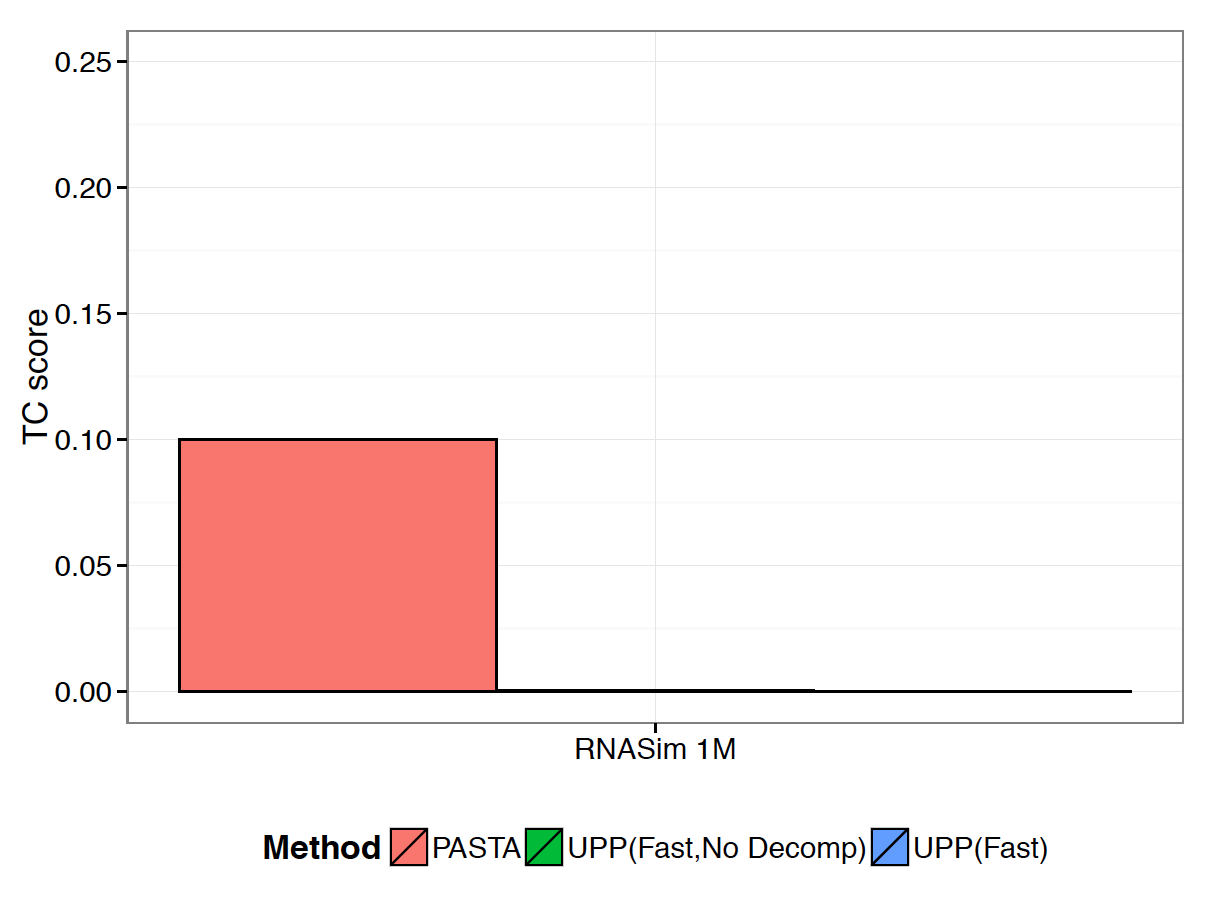 0.25
0.20
0.15
0.10
0.05
0.00
TC score
RNASim 1M
Method PASTA UPP(Fast,No Decomp) UPP(Fast)